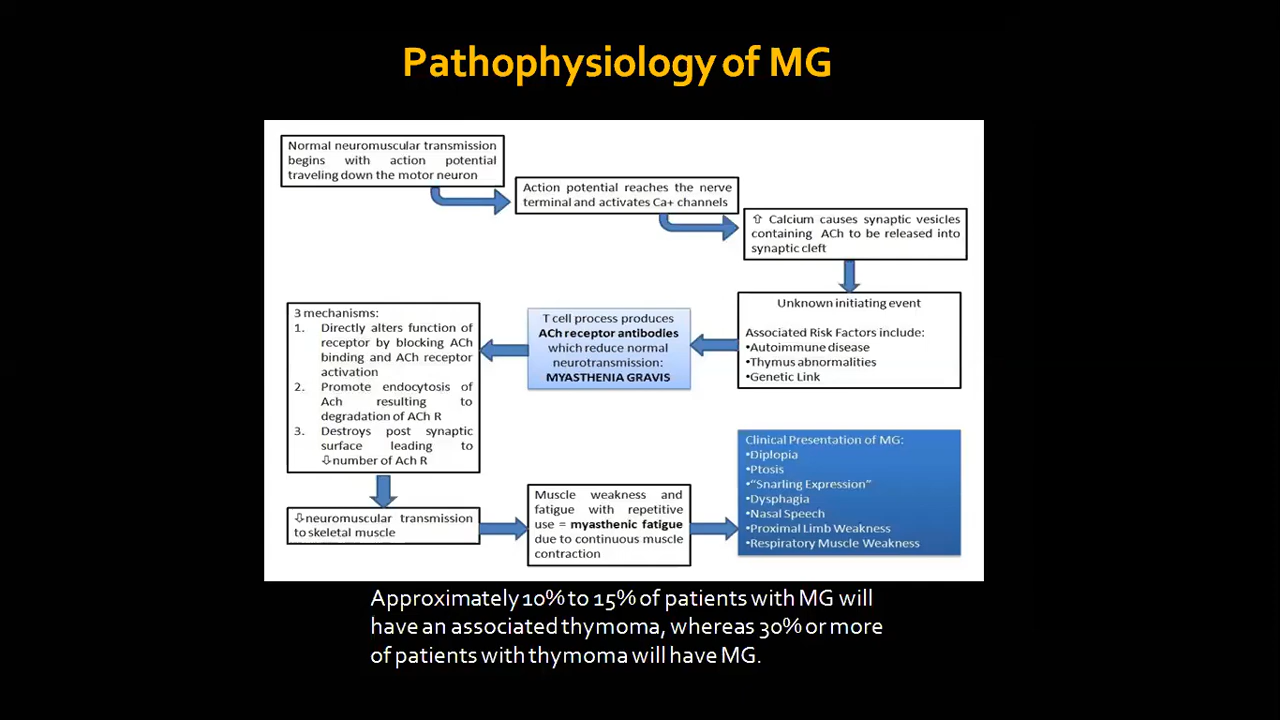 Pathophysiology of MG
Normal neuromuscular transmission
begins with action potential
traveling down the motor neuron
Action potential reaches the nerve
terminal and activates Ca+ channels
⇧ Calcium causes synaptic vesicles
containing ACh to be released into
synaptic cleft
Unknown initiating event
Associated Risk Factors include:
•Autoimmune disease
•Thymus abnormalities
•Genetic Link
T cell process produces
ACh receptor antibodies
which reduce normal
neurotransmission:
MYASTHENIA GRAVIS
3 mechanisms:
1. Directly alters function of
receptor by blocking ACh
binding and ACh receptor
activation
2. Promote endocytosis of
Ach resulting to
degradation of ACh R
3. Destroys post synaptic
surface leading to
⇩number of Ach R
⇩neuromuscular transmission
to skeletal muscle
Muscle weakness and
fatigue with repetitive
use = myasthenic fatigue
due to continuous muscle
contraction
Clinical Presentation of MG:
•Diplopia
•Ptosis
•"Snarling Expression"
•Dysphagia
•Nasal Speech
•Proximal Limb Weakness
•Respiratory Muscle Weakness
Approximately 10% to 15% of patients with MG will
have an associated thymoma, whereas 30% or more
of patients with thymoma will have MG.